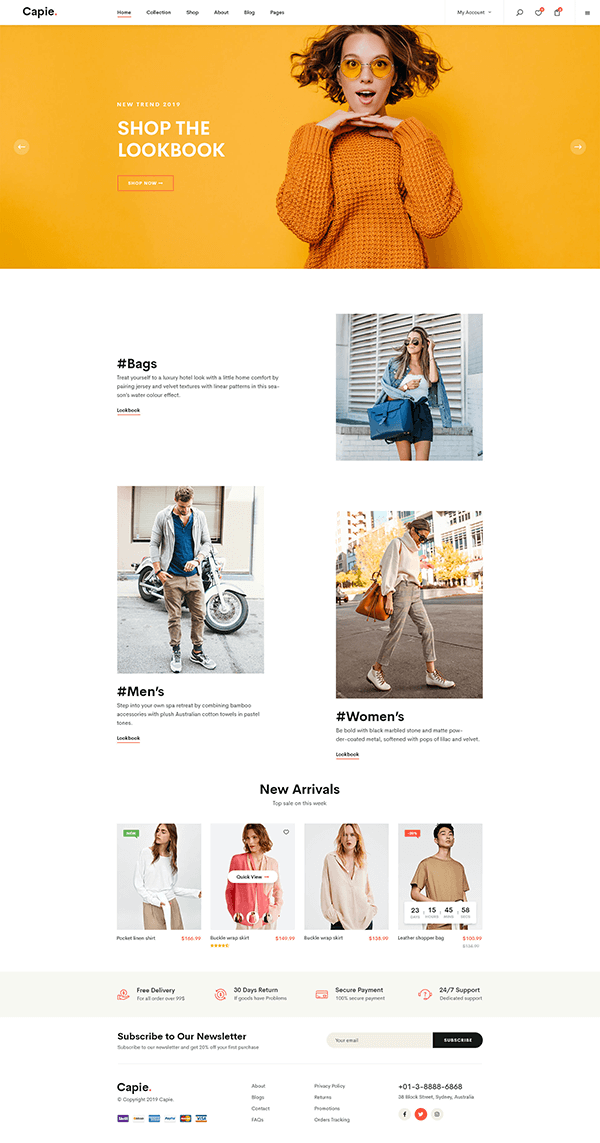 Capie.
Home Collection Shop About Blog Pages
My Account
NEW TREND 2019
SHOP THE
LOOKBOOK
SHOP NOW
#Bags
Treat yourself to a luxury hotel look with a little home comfort by
pairing jersey and velvet textures with linear patterns in this sea-
son's water colour effect.
Lookbook
#Men's
Step into your own spa retreat by combining bamboo
accessories with plush Australian cotton towels in pastel
tones.
Lookbook
#Women's
Be bold with black marbled stone and matte pow-
der-coated metal, softened with pops of lilac and velvet.
Lookbook
New Arrivals
Top sale on this week
NEW
Quick View
23 : 15 : 45 : 58
DAYS HOURS MINS SECS
Pocket linen shirt $166.99
Buckle wrap skirt $149.99
Buckle wrap skirt $138.99
Leather shopper bag $100.99
$138.99
Free Delivery
For all order over 99$
30 Days Return
If goods have Problems
Secure Payment
100% secure payment
24/7 Support
Dedicated support
Subscribe to Our Newsletter
Subscribe to our newsletter and get 20% off your first purchase
Your email
SUBSCRIBE
Capie.
© Copyright 2019 Capie.
Skrill
PayPal
VISA
About
Blogs
Contact
FAQs
Privacy Policy
Returns
Promotions
Orders Tracking
+01-3-8888-6868
38 Block Street, Sydney, Australia